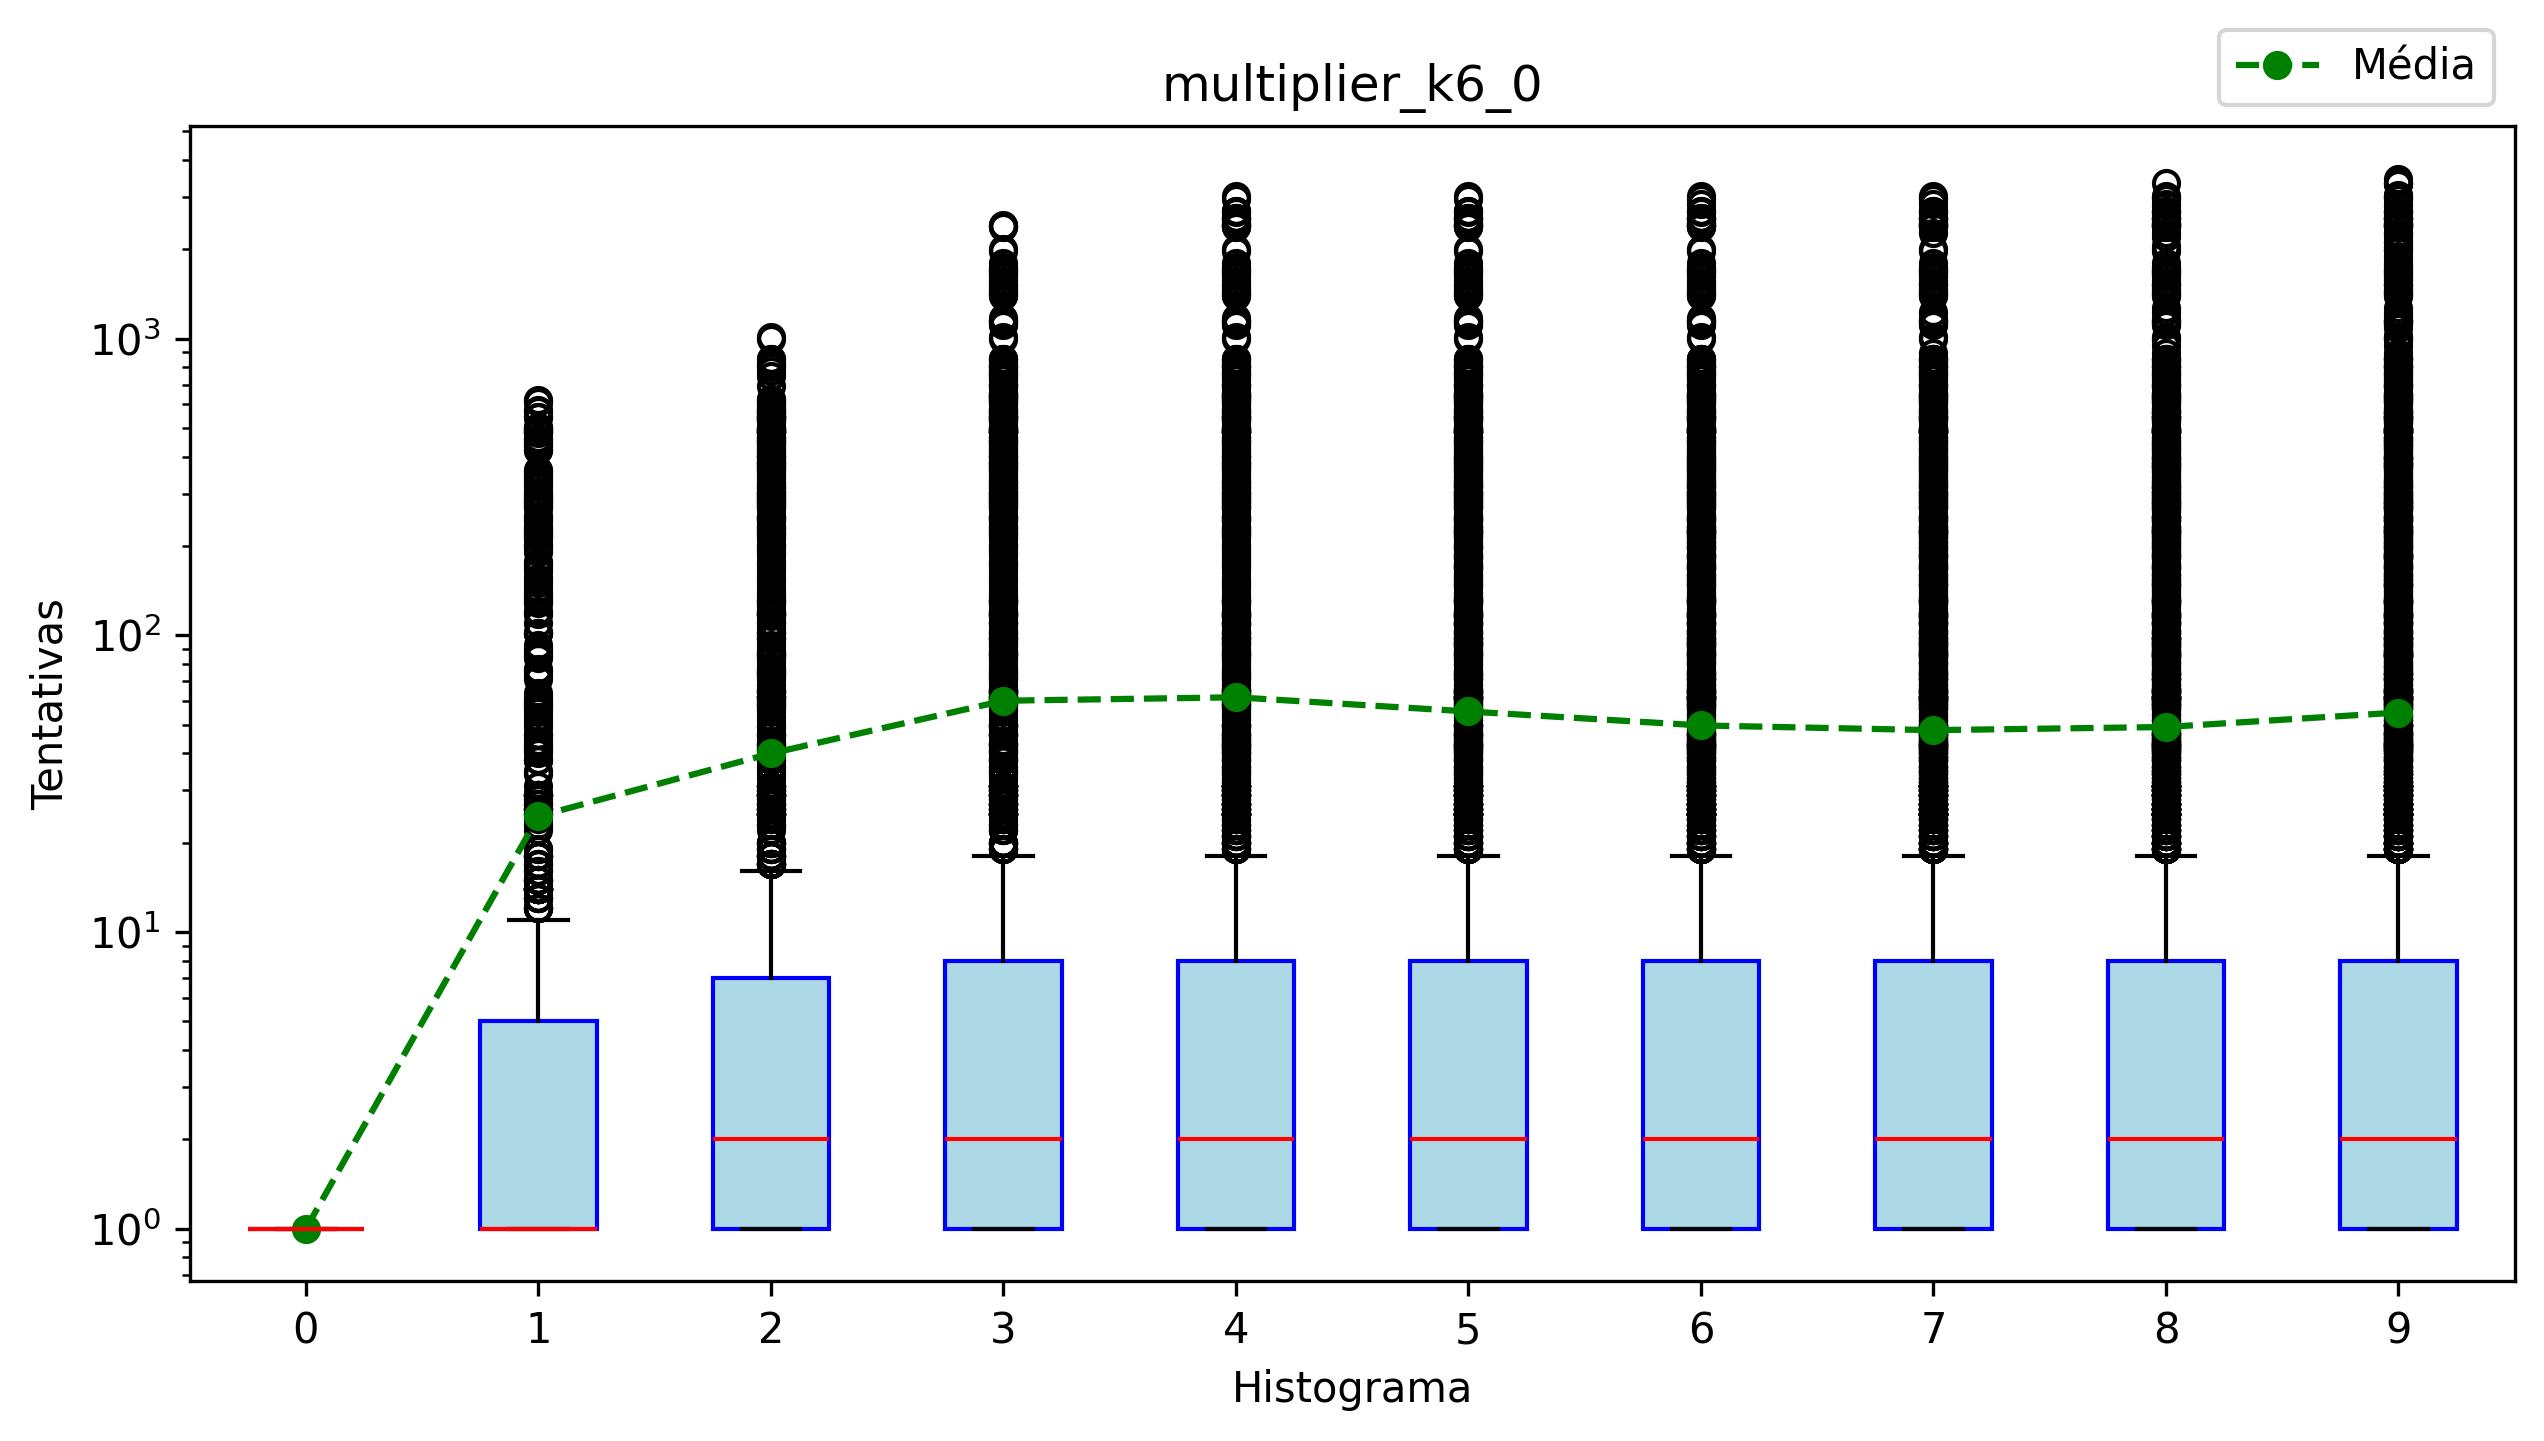 Média
multiplier_k6_0
Tentativas
10³
10²
10¹
10⁰
0 1 2 3 4 5 6 7 8 9
Histograma